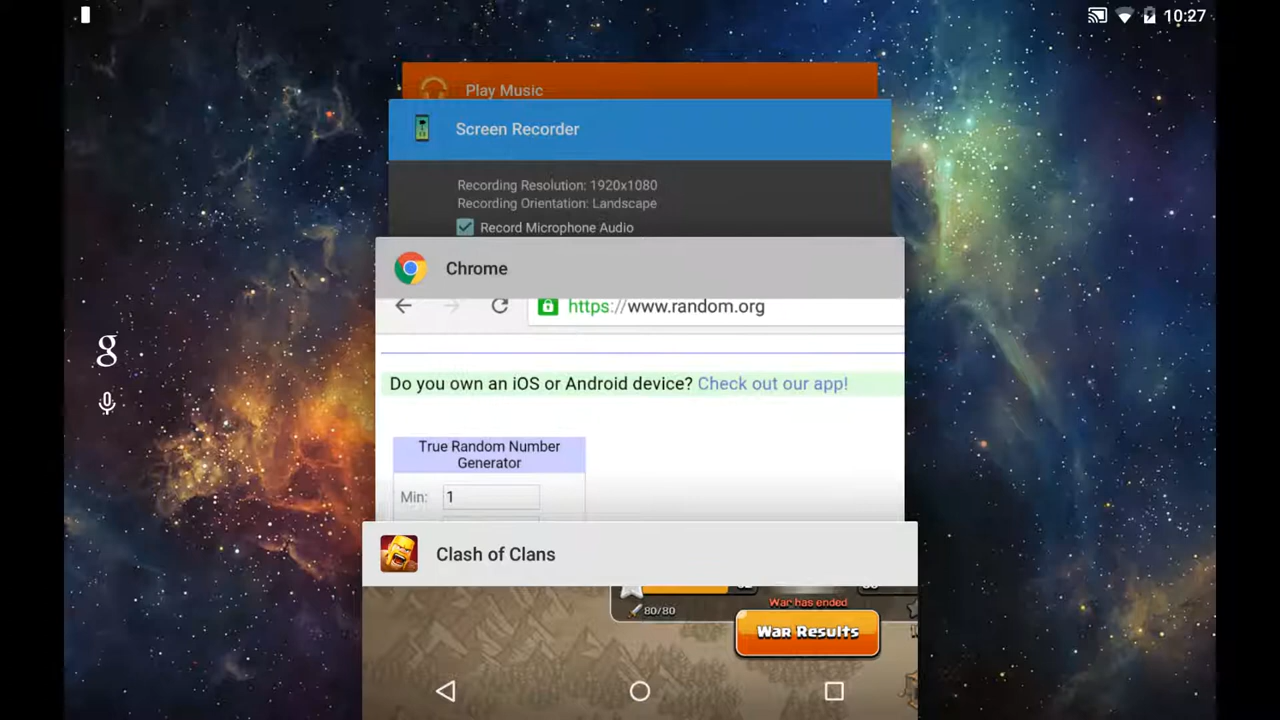 10:27
Play Music
Screen Recorder
Recording Resolution: 1920x1080
Recording Orientation: Landscape
Record Microphone Audio
Chrome
https://www.random.org
Do you own an iOS or Android device? Check out our app!
True Random Number
Generator
Min: 1
Clash of Clans
War has ended
80/80
War Results
g